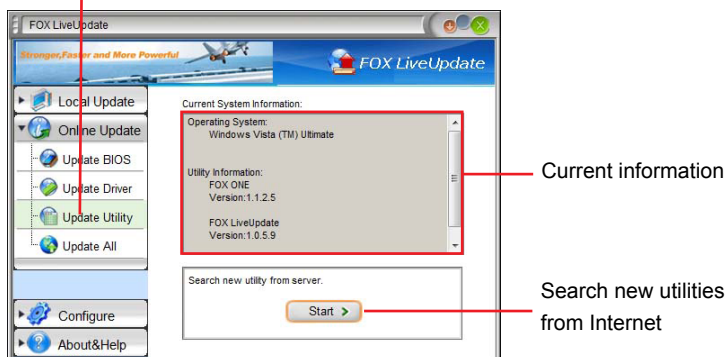 FOX LiveUpdate
Stronger,Faster and More Powerful
FOX LiveUpdate
Local Update
Online Update
Update BIOS
Update Driver
Update Utility
Update All
Configure
About&Help
Current System Information:
Operating System:
Windows Vista (TM) Ultimate
Utility Information:
FOX ONE
Version:1.1.2.5
FOX LiveUpdate
Version:1.0.5.9
Search new utility from server.
Start
Current information
Search new utilities
from Internet